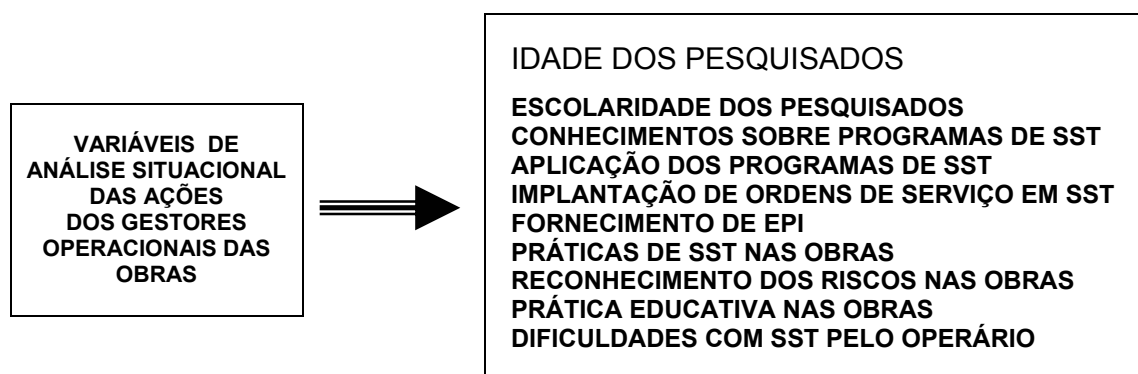 VARIÁVEIS DE
ANÁLISE SITUACIONAL
DAS AÇÕES
DOS GESTORES
OPERACIONAIS DAS
OBRAS
IDADE DOS PESQUISADOS
ESCOLARIDADE DOS PESQUISADOS
CONHECIMENTOS SOBRE PROGRAMAS DE SST
APLICAÇÃO DOS PROGRAMAS DE SST
IMPLANTAÇÃO DE ORDENS DE SERVIÇO EM SST
FORNECIMENTO DE EPI
PRÁTICAS DE SST NAS OBRAS
RECONHECIMENTO DOS RISCOS NAS OBRAS
PRÁTICA EDUCATIVA NAS OBRAS
DIFICULDADES COM SST PELO OPERÁRIO